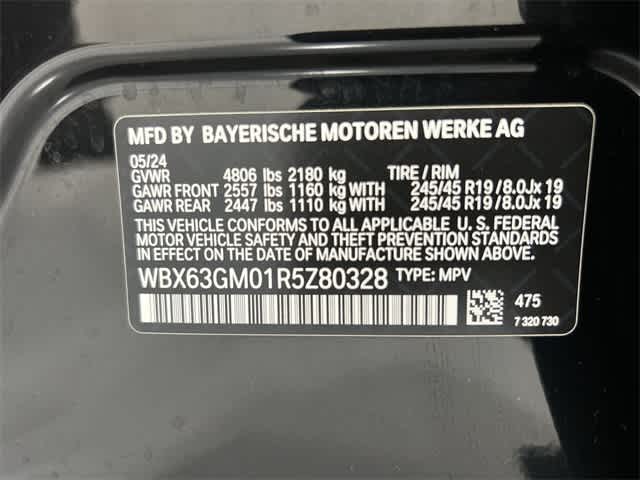 MFD BY BAYERISCHE MOTOREN WERKE AG
05/24
GVWR 4806 lbs 2180 kg TIRE / RIM
GAWR FRONT 2557 lbs 1160 kg WITH 245/45 R19 / 8.0Jx 19
GAWR REAR 2447 lbs 1110 kg WITH 245/45 R19 / 8.0Jx 19
THIS VEHICLE CONFORMS TO ALL APPLICABLE U. S. FEDERAL
MOTOR VEHICLE SAFETY AND THEFT PREVENTION STANDARDS
IN EFFECT ON THE DATE OF MANUFACTURE SHOWN ABOVE.
WBX63GM01R5Z80328 TYPE: MPV
475
7 320 730